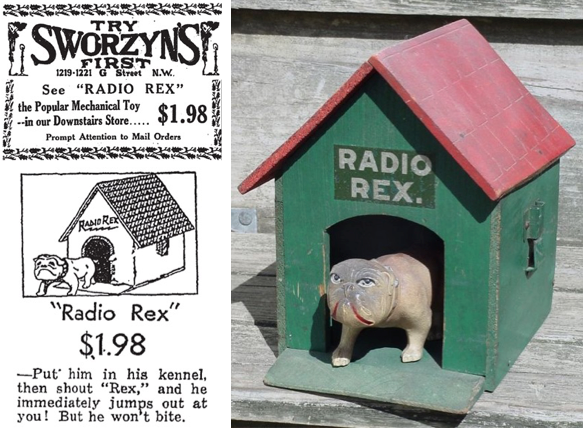 TRY
SWORZYN'S
FIRST
1219-1221 G Street N.W.
See "RADIO REX"
the Popular Mechanical Toy
--in our Downstairs Store..... $1.98
Prompt Attention to Mail Orders
RADIO REX
"Radio Rex"
$1.98
—Put him in his kennel,
then shout "Rex," and he
immediately jumps out at
you! But he won't bite.
RADIO
REX.